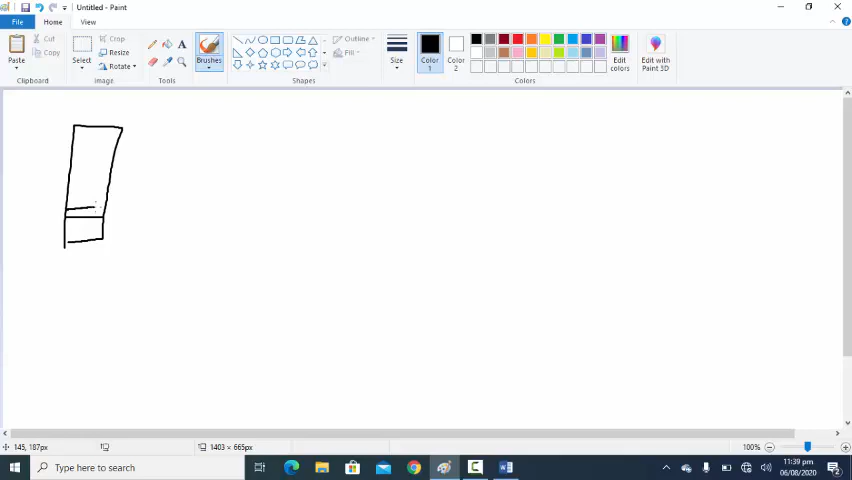 Untitled - Paint
File
Home
View
Paste
Cut
Copy
Clipboard
Select
Crop
Resize
Rotate
Image
A
Tools
Brushes
Outline
Fill
Shapes
Size
Color
1
Color
2
Edit
colors
Colors
Edit with
Paint 3D
145, 187px
1403 × 665px
100%
Type here to search
11:39 pm
06/08/2020
2